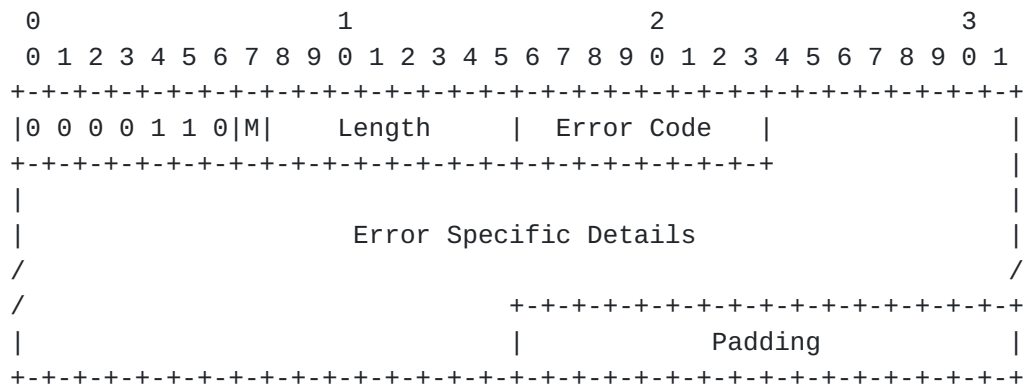 0                   1                   2                   3
 0 1 2 3 4 5 6 7 8 9 0 1 2 3 4 5 6 7 8 9 0 1 2 3 4 5 6 7 8 9 0 1
+-+-+-+-+-+-+-+-+-+-+-+-+-+-+-+-+-+-+-+-+-+-+-+-+-+-+-+-+-+-+-+-+
|0 0 0 0 1 1 0|M|    Length     |  Error Code   |               |
+-+-+-+-+-+-+-+-+-+-+-+-+-+-+-+-+-+-+-+-+-+-+-+-+               |
|                                                               |
|                     Error Specific Details                    |
/                                                               /
/                               +-+-+-+-+-+-+-+-+-+-+-+-+-+-+-+-+
|                               |            Padding            |
+-+-+-+-+-+-+-+-+-+-+-+-+-+-+-+-+-+-+-+-+-+-+-+-+-+-+-+-+-+-+-+-+